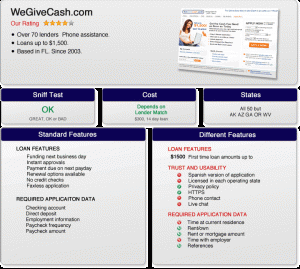 WeGiveCash.com
Our Rating
Over 70 lenders Phone assistance.
Loans up to $1,500.
Based in FL. Since 2003.
Sniff Test
OK
GREAT, OK or BAD
Cost
Depends on
Lender Match
$300, 14 day loan
States
All 50 but
AK AZ GA OR WV
Standard Features
LOAN FEATURES
Funding next business day
Instant approvals
Payment due on next payday
Renewal options available
No credit checks
Faxless application
REQUIRED APPLICATON DATA
Checking account
Direct deposit
Employment information
Paycheck frequency
Paycheck amount
Different Features
LOAN FEATURES
$1500 First time loan amounts up to
TRUST AND USABILITY
Spanish version of application
Licensed in each operating state
Privacy policy
HTTPS
Phone contact
Live chat
REQUIRED APPLICATION DATA
Time at current residence
Rent/own
Rent or mortgage amount
Time with employer
References